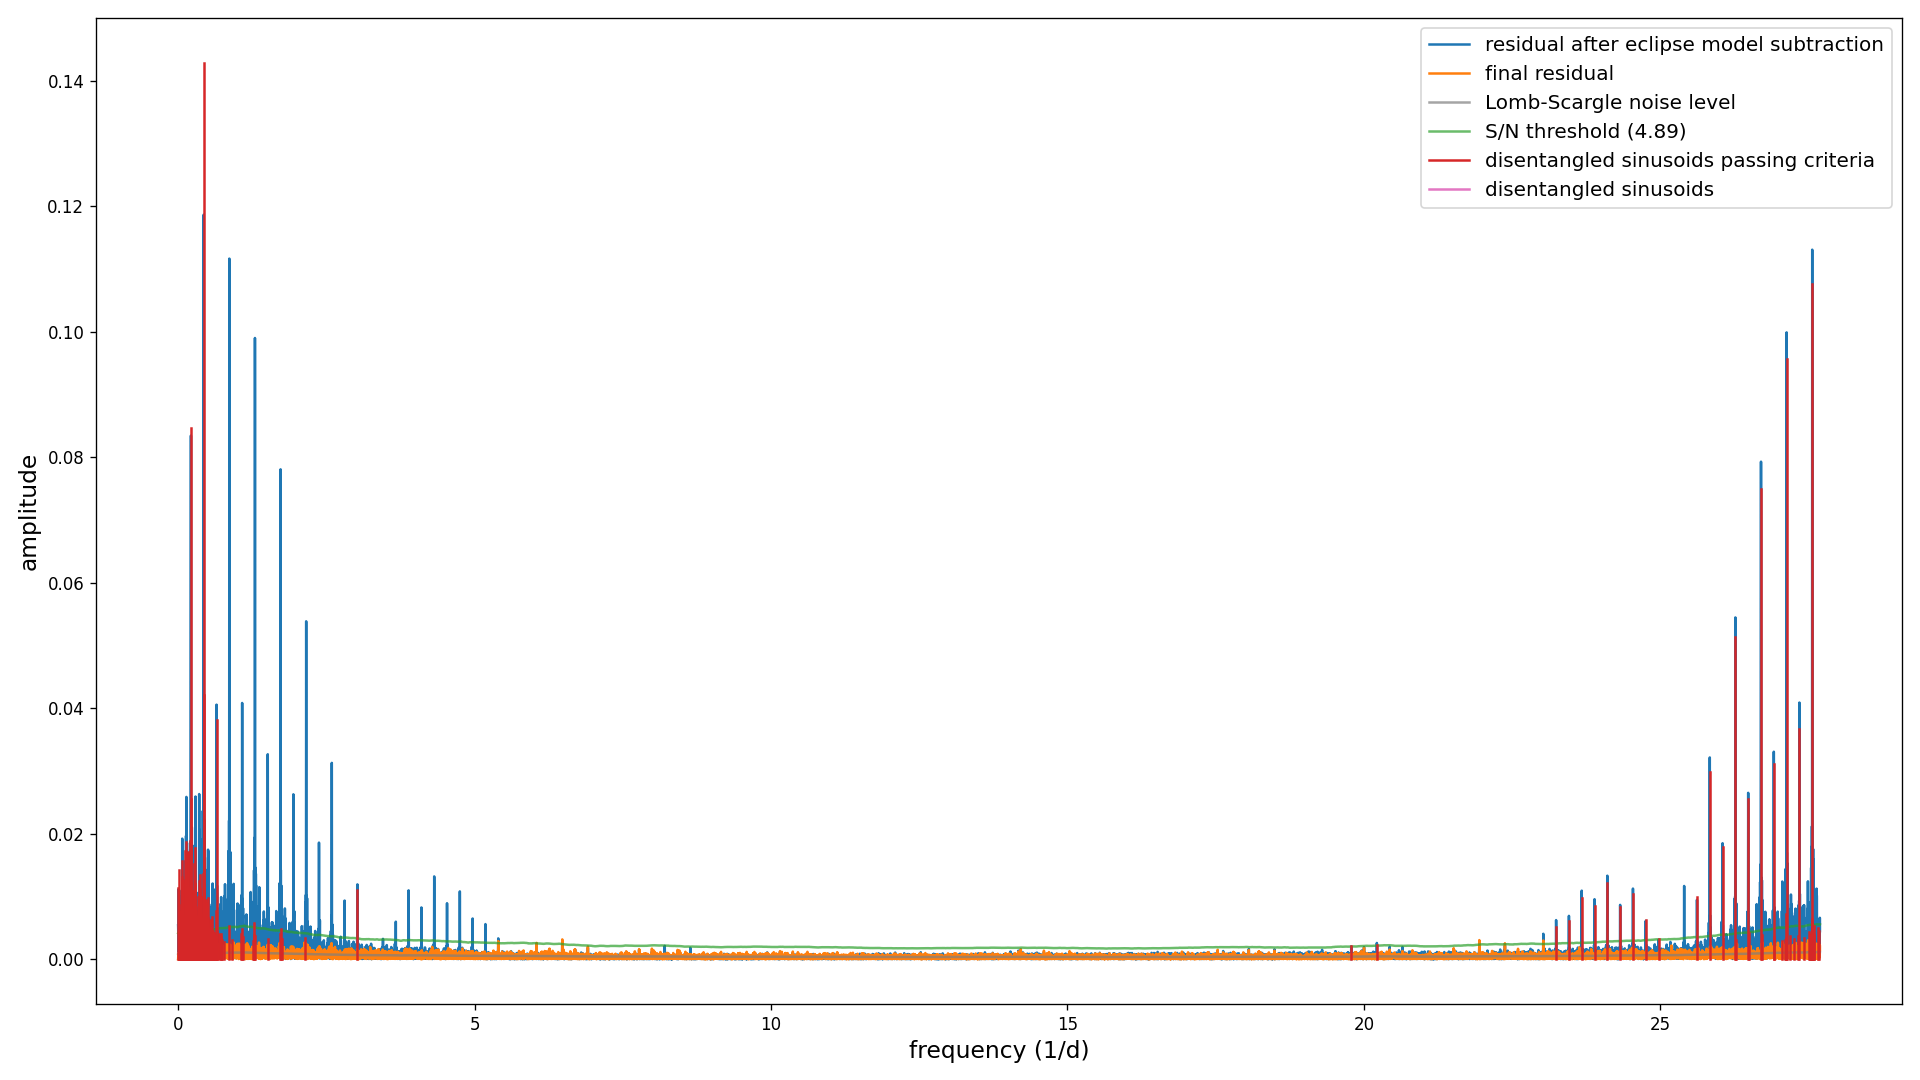 residual after eclipse model subtraction
final residual
Lomb-Scargle noise level
S/N threshold (4.89)
disentangled sinusoids passing criteria
disentangled sinusoids
0.14
0.12
0.10
0.08
0.06
0.04
0.02
0.00
amplitude
0 5 10 15 20 25
frequency (1/d)